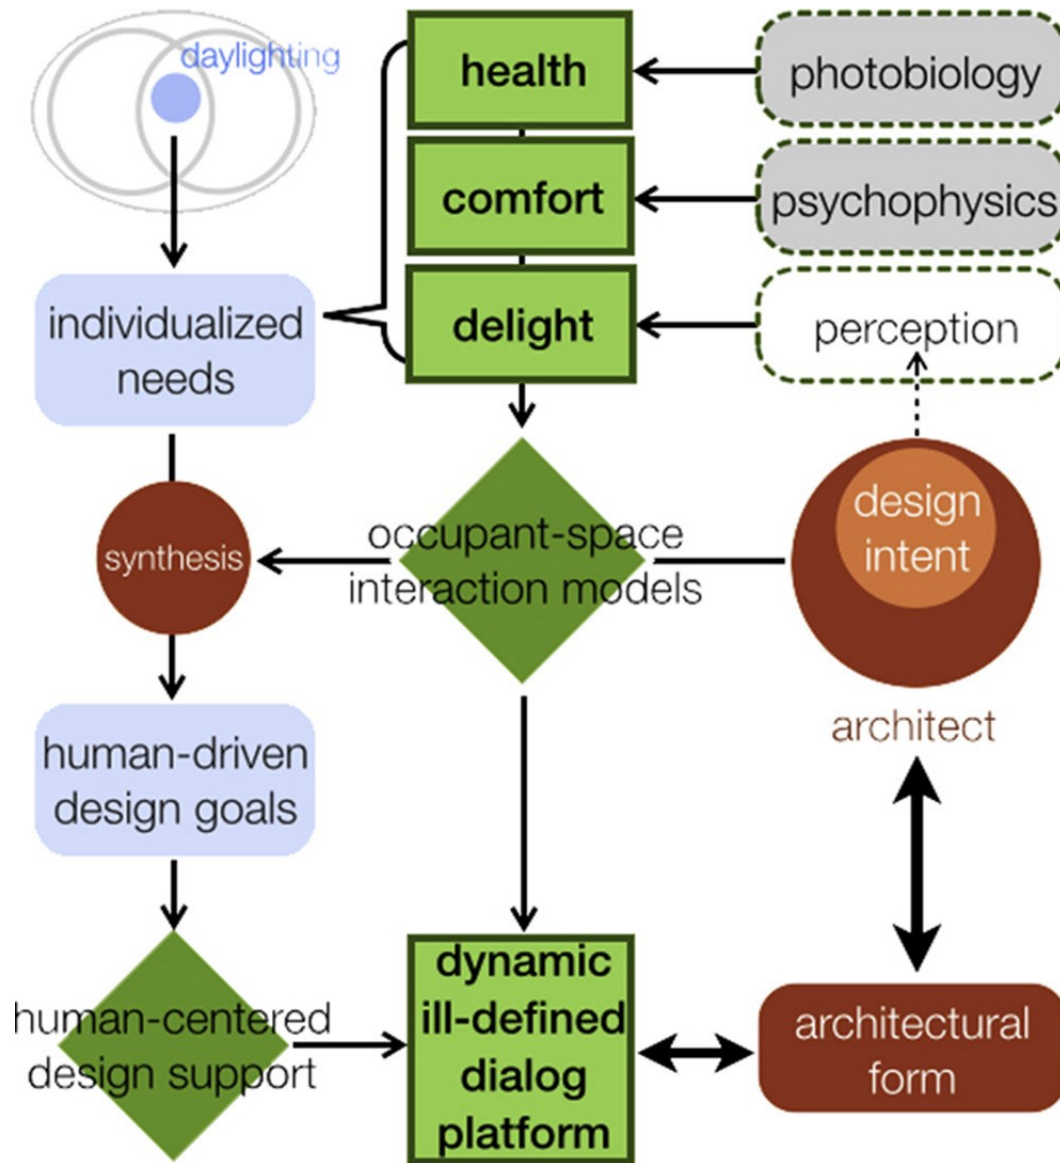 daylighting
health
photobiology
comfort
psychophysics
individualized
needs
delight
perception
synthesis
occupant-space
interaction models
design
intent
architect
human-driven
design goals
human-centered
design support
dynamic
ill-defined
dialog
platform
architectural
form